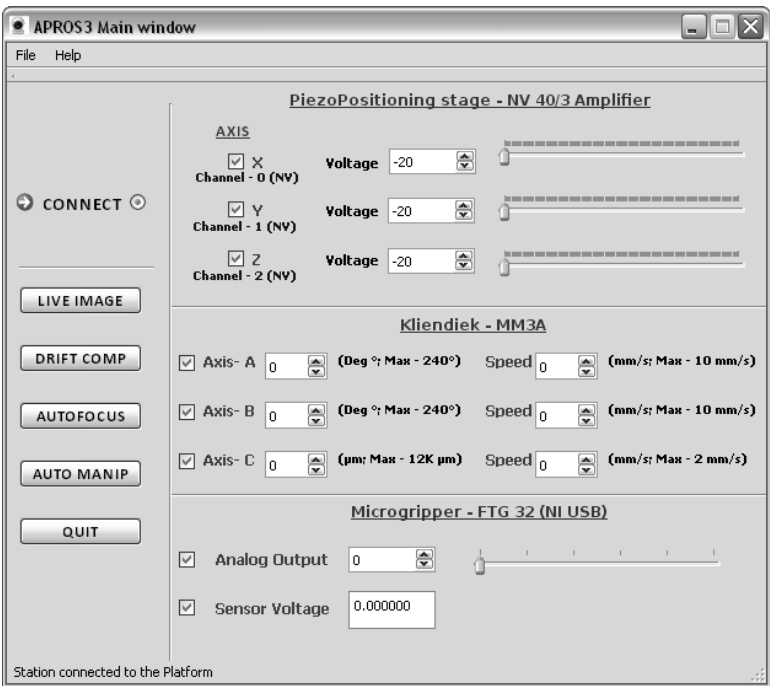 APROS3 Main window
File Help
PiezoPositioning stage - NV 40/3 Amplifier
AXIS
X Voltage -20
Channel - 0 (NV)
Y Voltage -20
Channel - 1 (NV)
Z Voltage -20
Channel - 2 (NV)
CONNECT
LIVE IMAGE
DRIFT COMP
AUTOFOCUS
AUTO MANIP
QUIT
Kliendiek - MM3A
Axis- A 0 (Deg °; Max - 240°) Speed 0 (mm/s; Max - 10 mm/s)
Axis- B 0 (Deg °; Max - 240°) Speed 0 (mm/s; Max - 10 mm/s)
Axis- C 0 (µm; Max - 12K µm) Speed 0 (mm/s; Max - 2 mm/s)
Microgripper - FTG 32 (NI USB)
Analog Output 0
Sensor Voltage 0.000000
Station connected to the Platform